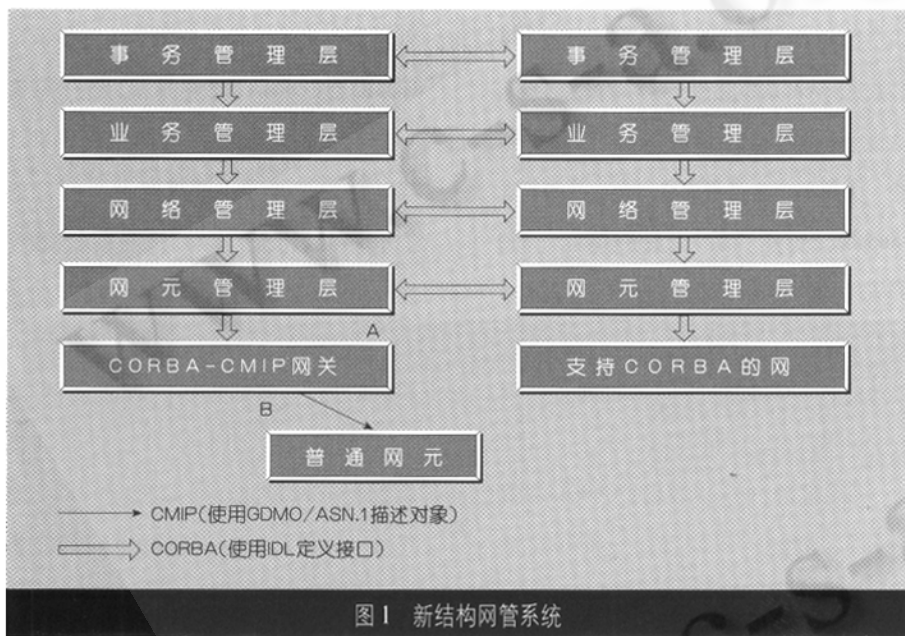 事务管理层 事务管理层
业务管理层 业务管理层
网络管理层 网络管理层
网元管理层 网元管理层
A
CORBA-CMIP网关 支持CORBA的网
B
普通网元
CMIP(使用GDMO/ASN.1描述对象)
CORBA(使用IDL定义接口)
图1 新结构网管系统
www.c-s-a.o
c-s-a